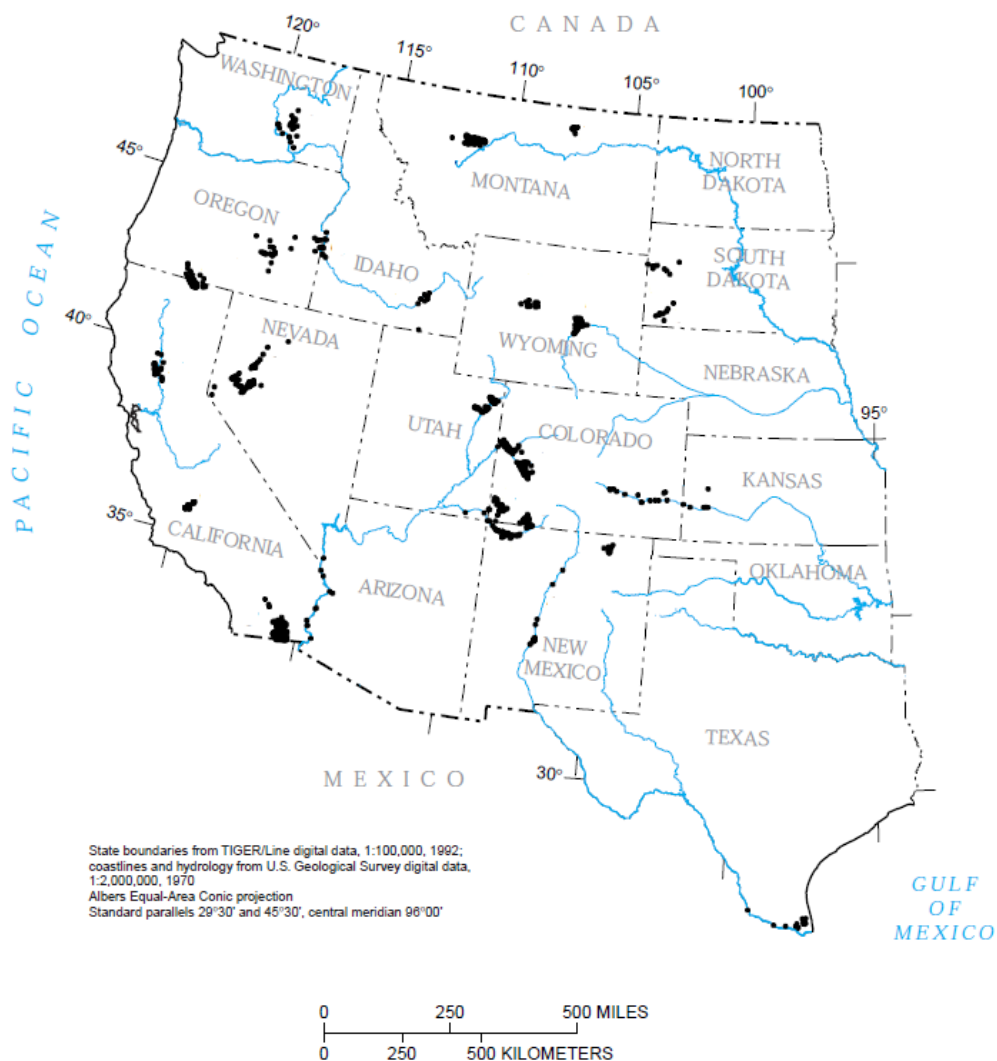 CANADA
120°
115°
110°
105°
100°
WASHINGTON
45°
MONTANA
NORTH
DAKOTA
OREGON
IDAHO
SOUTH
DAKOTA
PACIFIC OCEAN
40°
NEVADA
WYOMING
NEBRASKA
95°
UTAH
COLORADO
KANSAS
35°
CALIFORNIA
ARIZONA
OKLAHOMA
NEW
MEXICO
TEXAS
MEXICO
30°
State boundaries from TIGER/Line digital data, 1:100,000, 1992;
coastlines and hydrology from U.S. Geological Survey digital data,
1:2,000,000, 1970
Albers Equal-Area Conic projection
Standard parallels 29°30' and 45°30', central meridian 96°00'
GULF
OF
MEXICO
0 250 500 MILES
0 250 500 KILOMETERS